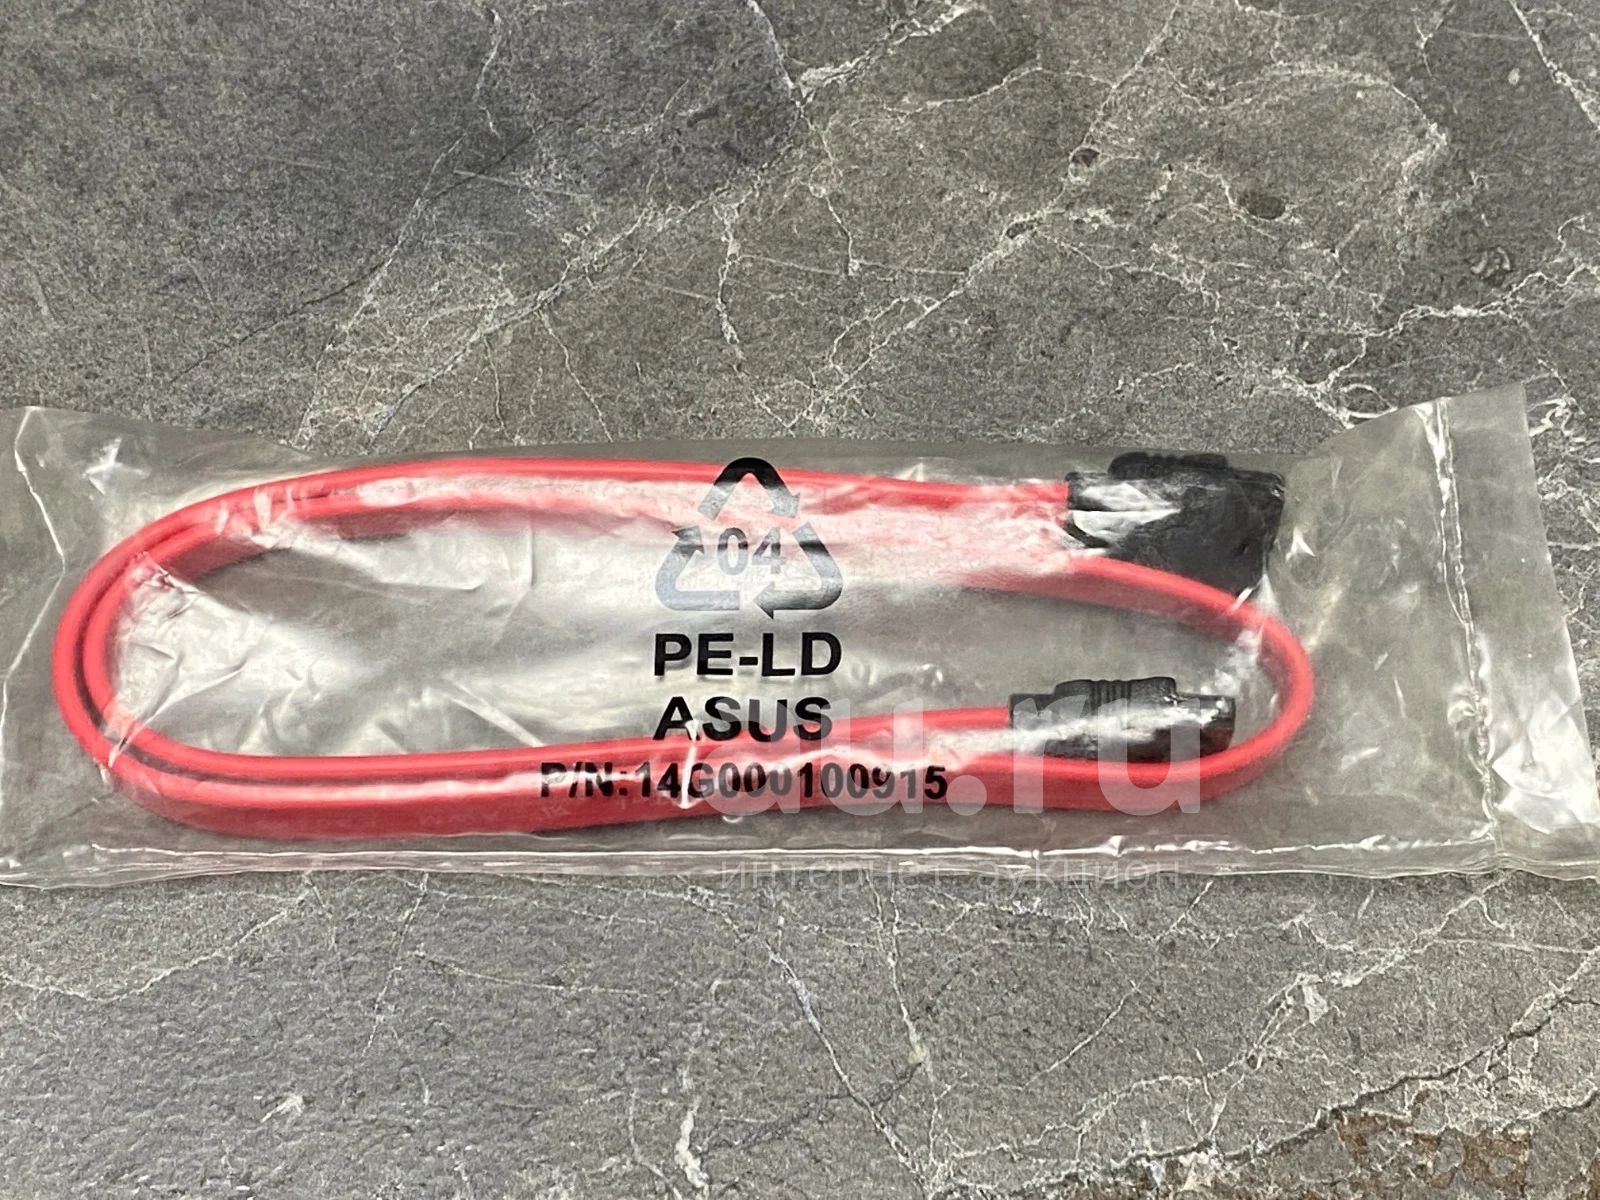 04
PE-LD
ASUS
P/N:14G000100915
au.ru
интернет аукцион